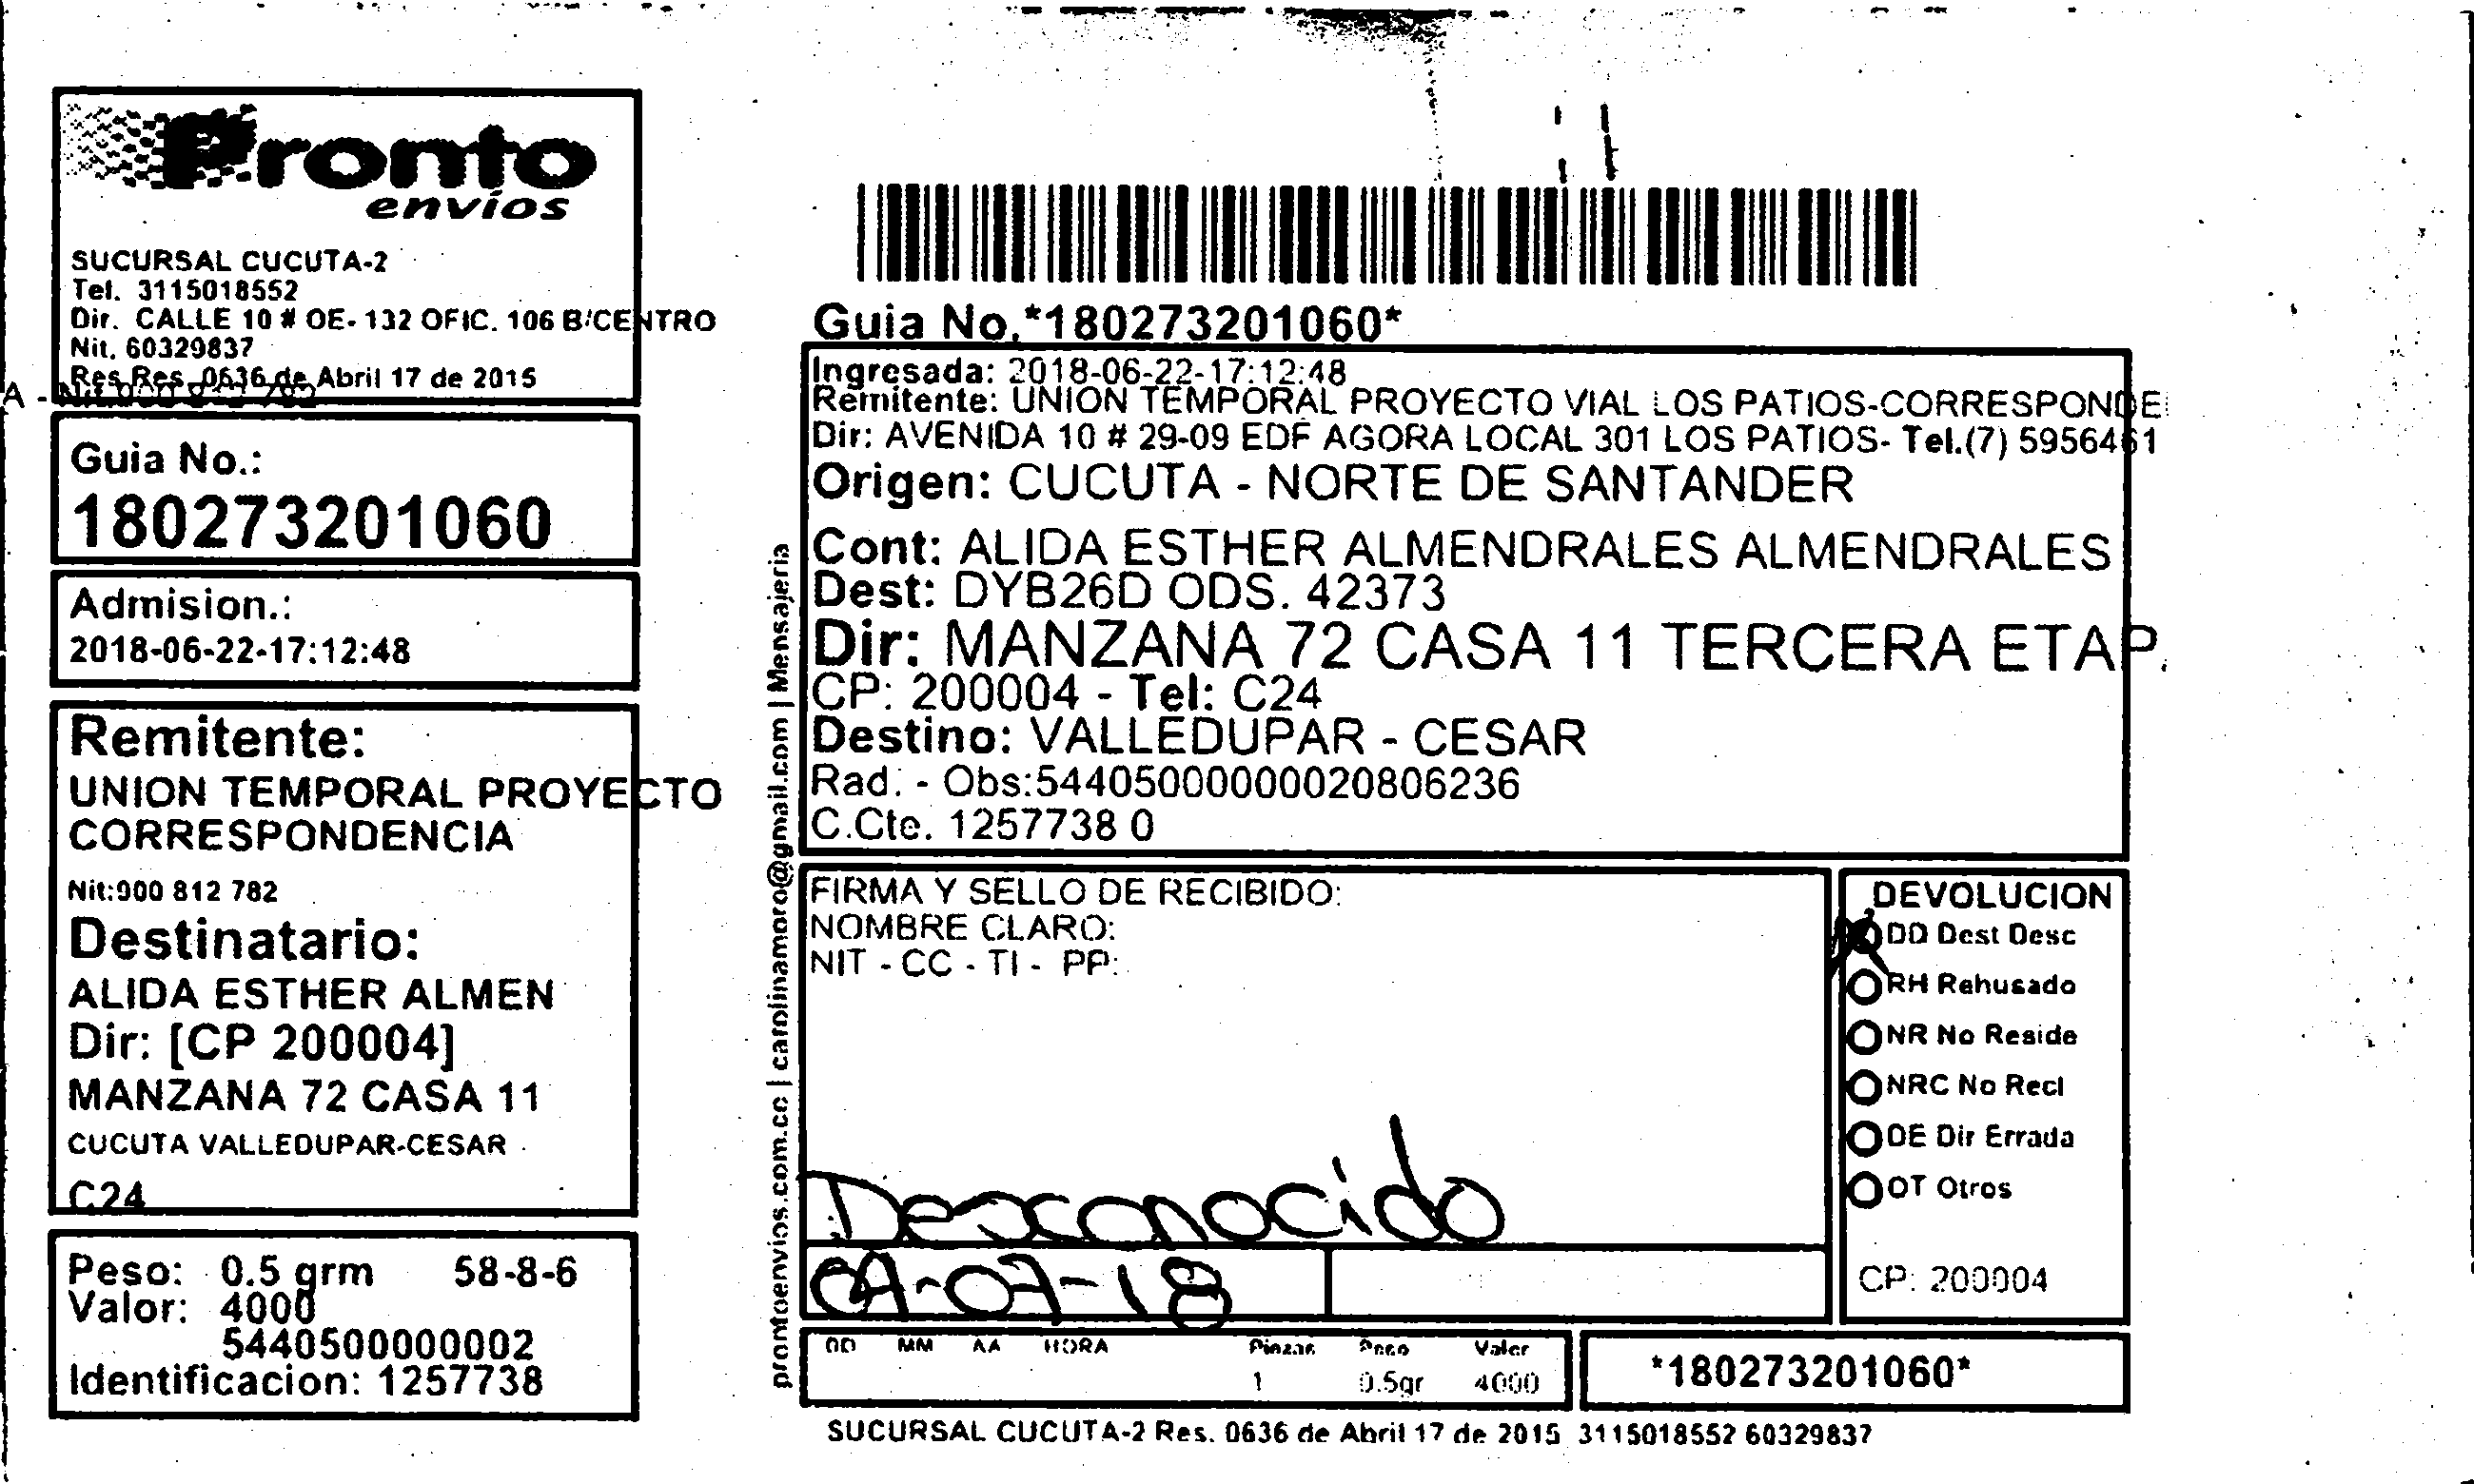 Pronto
envíos
SUCURSAL CUCUTA-2
Tel. 3115018552
Dir. CALLE 10 # OE- 132 OFIC. 106 B/CENTRO
Nit. 60329837
Res Res 0636 de Abril 17 de 2015
Guia No.:
180273201060
Admision.:
2018-06-22-17:12:48
Remitente:
UNION TEMPORAL PROYECTO
CORRESPONDENCIA
Nit:900 812 782
Destinatario:
ALIDA ESTHER ALMEN
Dir: [CP 200004]
MANZANA 72 CASA 11
CUCUTA VALLEDUPAR-CESAR
C24
Peso: 0.5 grm 58-8-6
Valor: 4000
5440500000002
Identificacion: 1257738
prontoenvios.com.co | carolinamoro@gmail.com | Mensajeria
Guia No.*180273201060*
Ingresada: 2018-06-22-17:12:48
Remitente: UNION TEMPORAL PROYECTO VIAL LOS PATIOS-CORRESPONDE
Dir: AVENIDA 10 # 29-09 EDF AGORA LOCAL 301 LOS PATIOS- Tel.(7) 5956461
Origen: CUCUTA - NORTE DE SANTANDER
Cont: ALIDA ESTHER ALMENDRALES ALMENDRALES
Dest: DYB26D ODS. 42373
Dir: MANZANA 72 CASA 11 TERCERA ETAP
CP: 200004 - Tel: C24
Destino: VALLEDUPAR - CESAR
Rad. - Obs:544050000000020806236
C.Cte. 1257738 0
FIRMA Y SELLO DE RECIBIDO:
NOMBRE CLARO:
NIT - CC - TI - PP:
Desconocido
04-07-18
DEVOLUCION
DD Dest Desc
RH Rehusado
NR No Reside
NRC No Recl
DE Dir Errada
OT Otros
CP: 200004
DD MM AA HORA Piezas Peso Valor
1 0.5gr 4000
*180273201060*
SUCURSAL CUCUTA-2 Res. 0636 de Abril 17 de 2015 3115018552 60329837